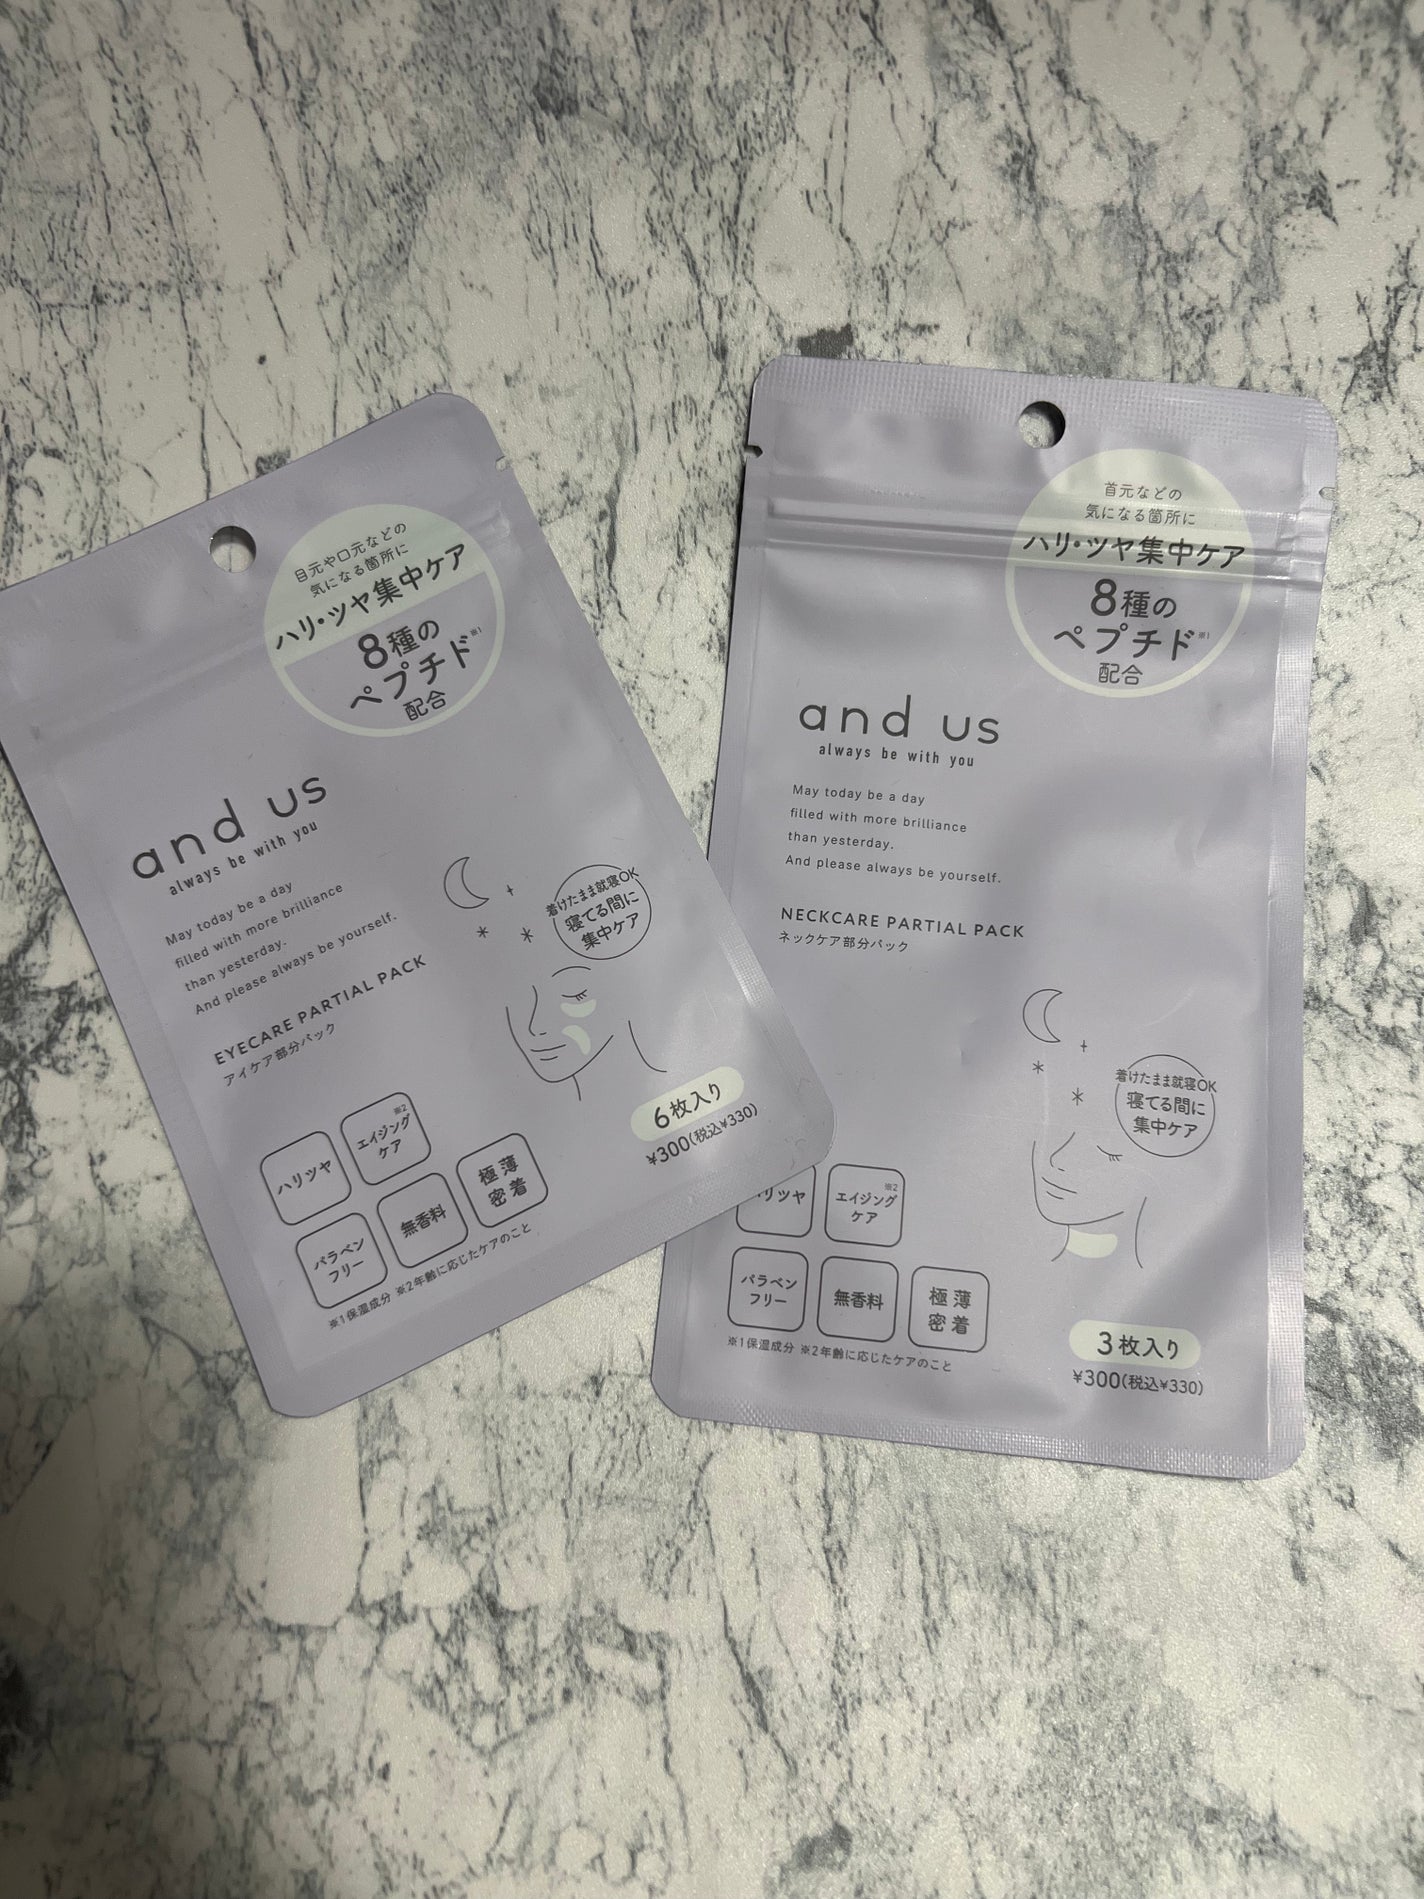 目元や口元などの
気になる箇所に
ハリ・ツヤ集中ケア
8種の
ペプチド※1
配合
and us
always be with you
May today be a day
filled with more brilliance
than yesterday.
And please always be yourself.
EYECARE PARTIAL PACK
アイケア部分パック
着けたまま就寝OK
寝てる間に
集中ケア
6枚入り
¥300(税込¥330)
ハリツヤ
※2
エイジング
ケア
パラベン
フリー
無香料
極薄
密着
※1保湿成分 ※2年齢に応じたケアのこと
首元などの
気になる箇所に
ハリ・ツヤ集中ケア
8種の
ペプチド※1
配合
and us
always be with you
May today be a day
filled with more brilliance
than yesterday.
And please always be yourself.
NECKCARE PARTIAL PACK
ネックケア部分パック
着けたまま就寝OK
寝てる間に
集中ケア
リツヤ
※2
エイジング
ケア
パラベン
フリー
無香料
極薄
密着
※1保湿成分 ※2年齢に応じたケアのこと
3枚入り
¥300(税込¥330)